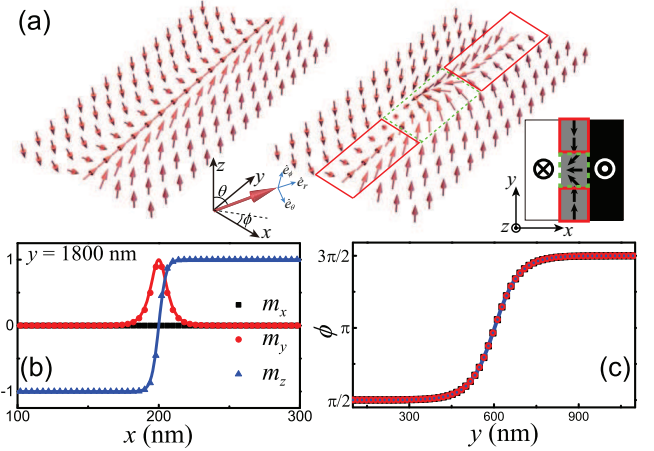 (a)
z
θ
y
ê_ϕ
ê_r
ê_θ
ϕ
x
y
z
x
y = 1800 nm
1
0
-1
m_x
m_y
m_z
(b)
100
200
300
x (nm)
3π/2
π
π/2
ϕ
(c)
300
600
900
y (nm)